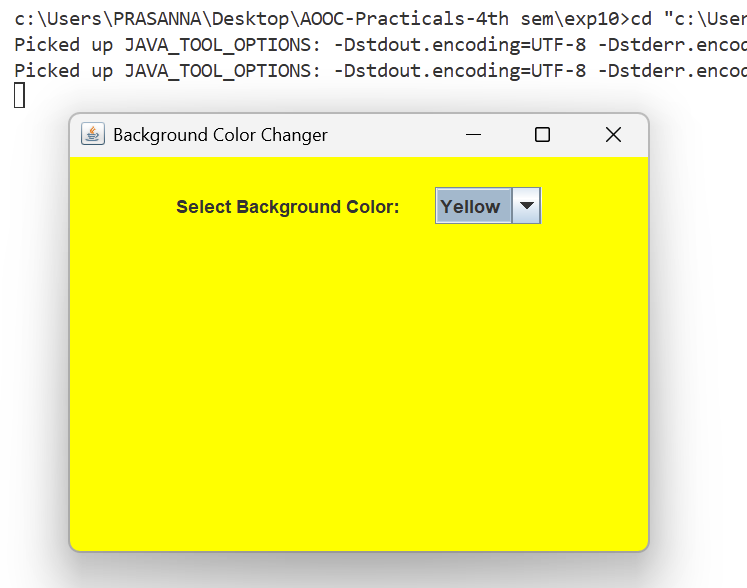 c:\Users\PRASANNA\Desktop\AOOC-Practicals-4th sem\exp10>cd "c:\User
Picked up JAVA_TOOL_OPTIONS: -Dstdout.encoding=UTF-8 -Dstderr.encod
Picked up JAVA_TOOL_OPTIONS: -Dstdout.encoding=UTF-8 -Dstderr.encod
Background Color Changer
Select Background Color: Yellow